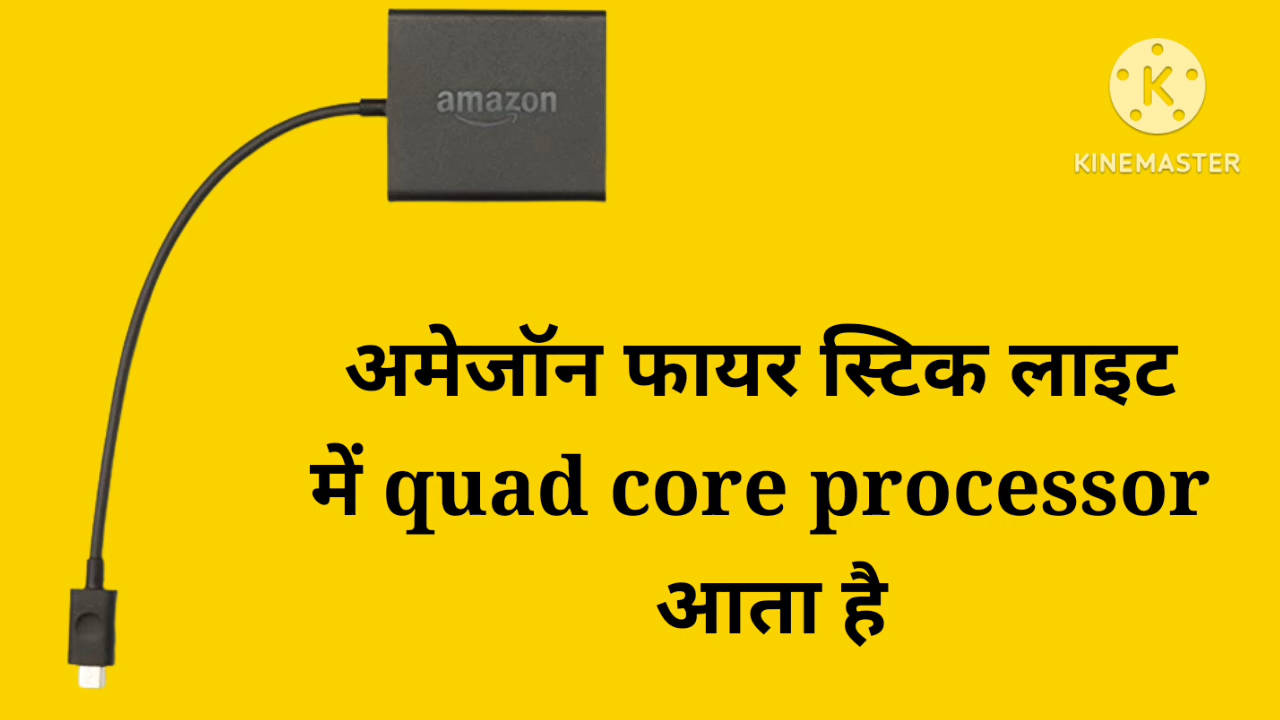 amazon
K
KINEMASTER
अमेजॉन फायर स्टिक लाइट
में quad core processor
आता है